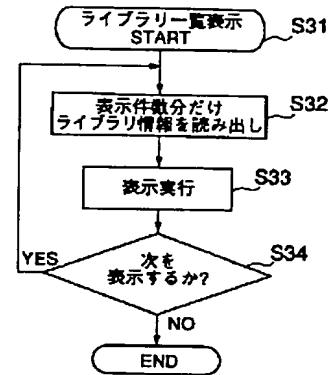 ライブラリ一覧表示
START
S31
表示件数分だけ
ライブラリ情報を読み出し
S32
表示実行
S33
次を
表示するか?
S34
YES
NO
END